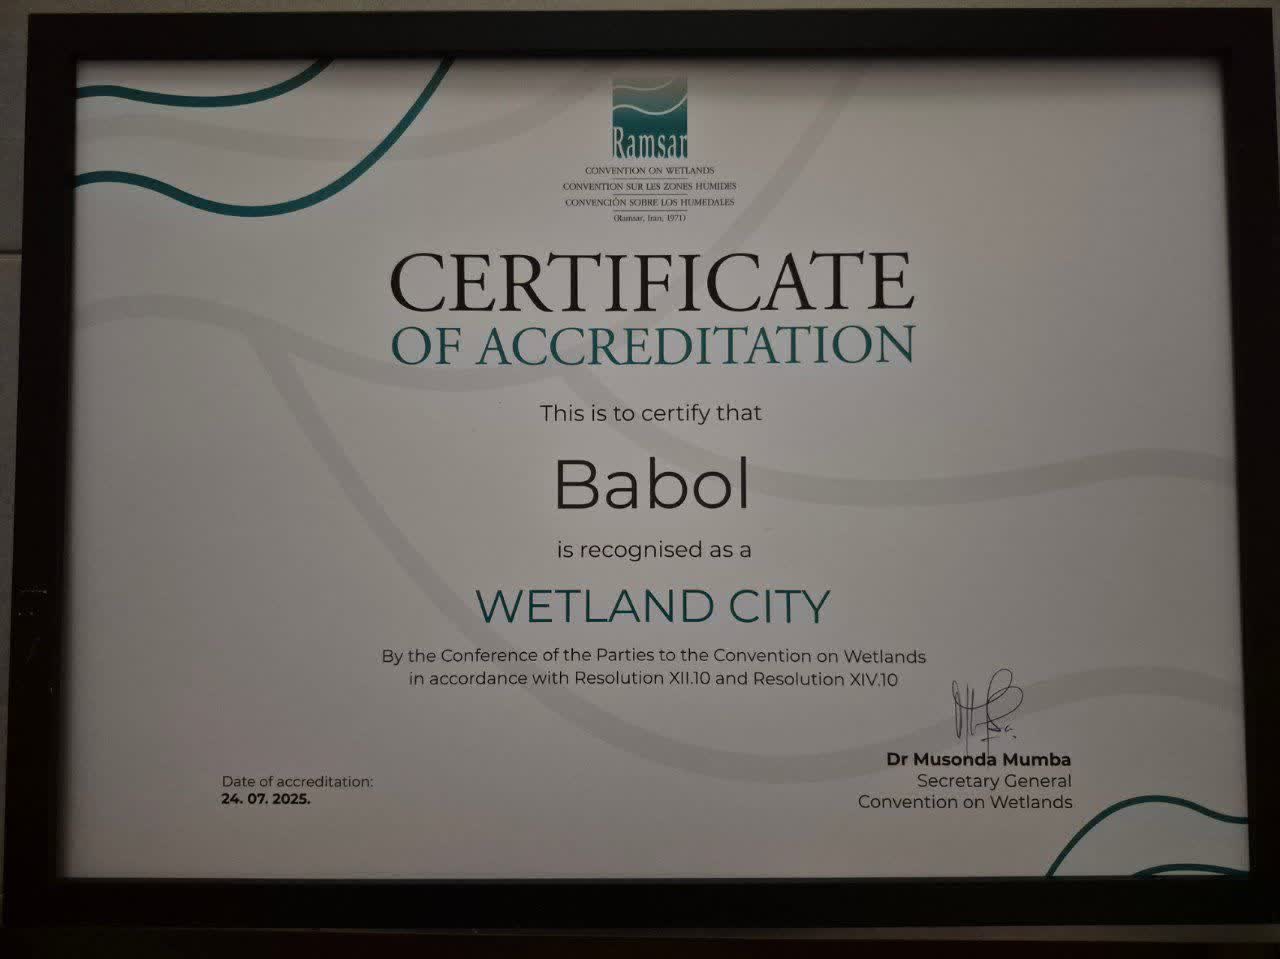 Ramsar
CONVENTION ON WETLANDS
CONVENTION SUR LES ZONES HUMIDES
CONVENCIÓN SOBRE LOS HUMEDALES
(Ramsar, Iran, 1971)
CERTIFICATE
OF ACCREDITATION
This is to certify that
Babol
is recognised as a
WETLAND CITY
By the Conference of the Parties to the Convention on Wetlands
in accordance with Resolution XII.10 and Resolution XIV.10
Dr Musonda Mumba
Secretary General
Convention on Wetlands
Date of accreditation:
24. 07. 2025.